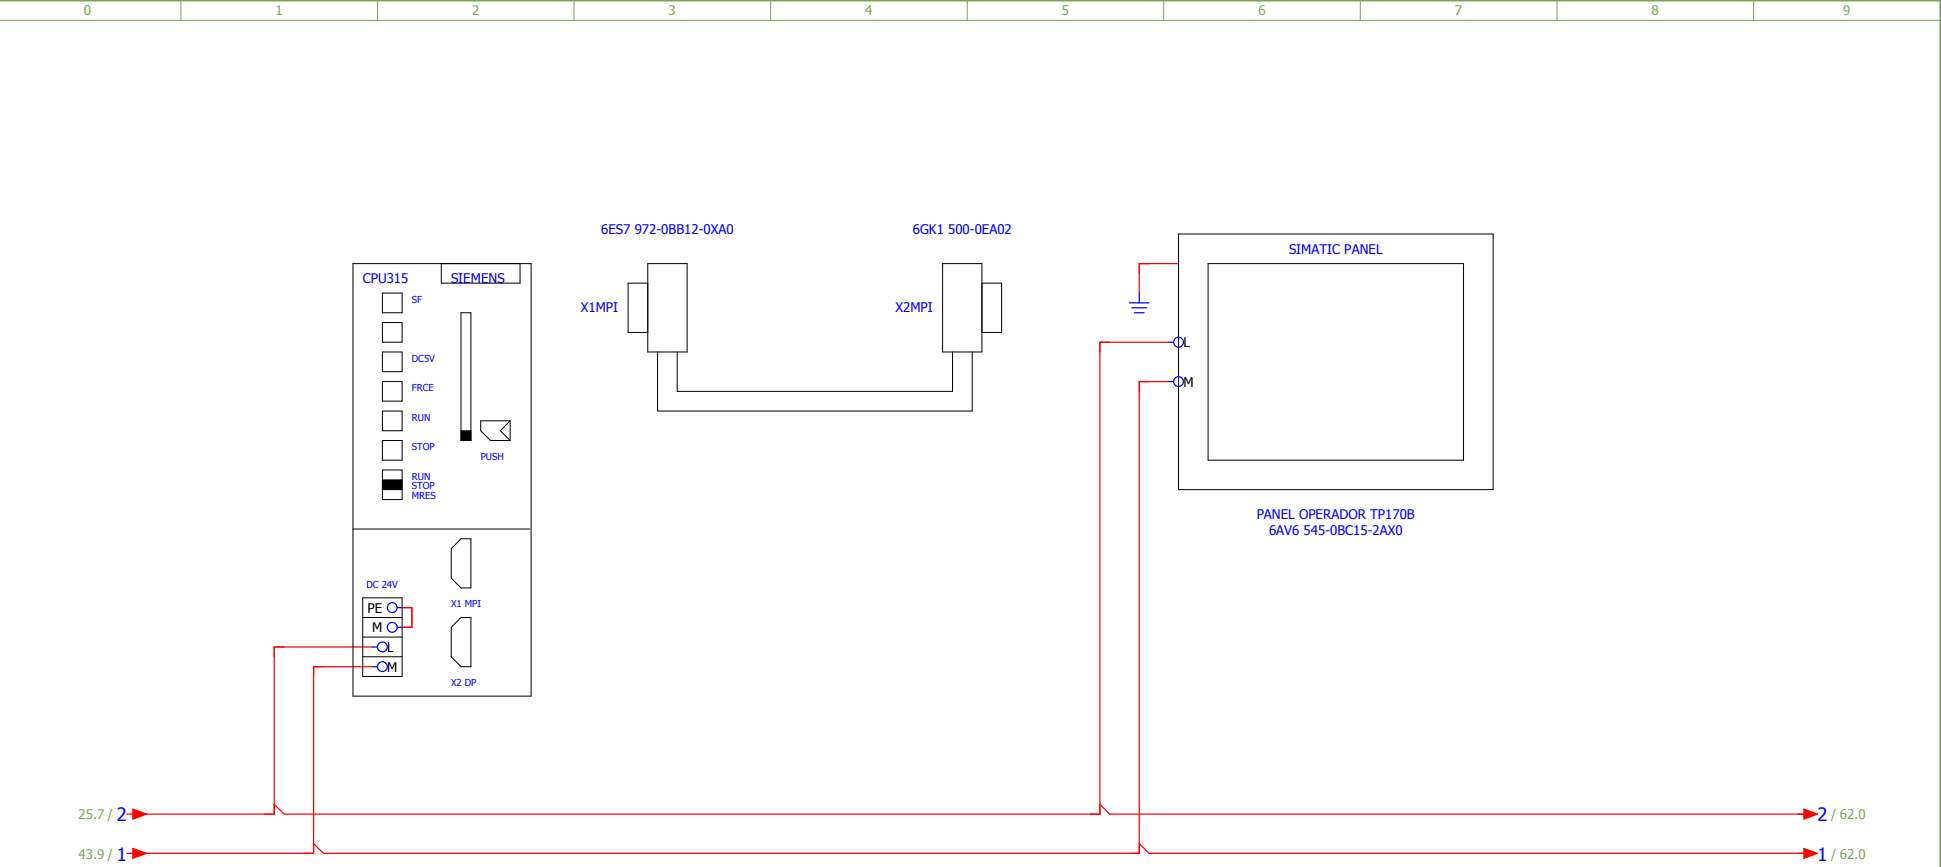 0 1 2 3 4 5 6 7 8 9
6ES7 972-0BB12-0XA0
6GK1 500-0EA02
SIMATIC PANEL
CPU315
SIEMENS
SF
DC5V
FRCE
RUN
STOP
RUN
STOP
MRES
PUSH
X1MPI
X2MPI
L
M
PANEL OPERADOR TP170B
6AV6 545-0BC15-2AX0
DC 24V
PE
M
L
M
X1 MPI
X2 DP
25.7 / 2
2 / 62.0
43.9 / 1
1 / 62.0